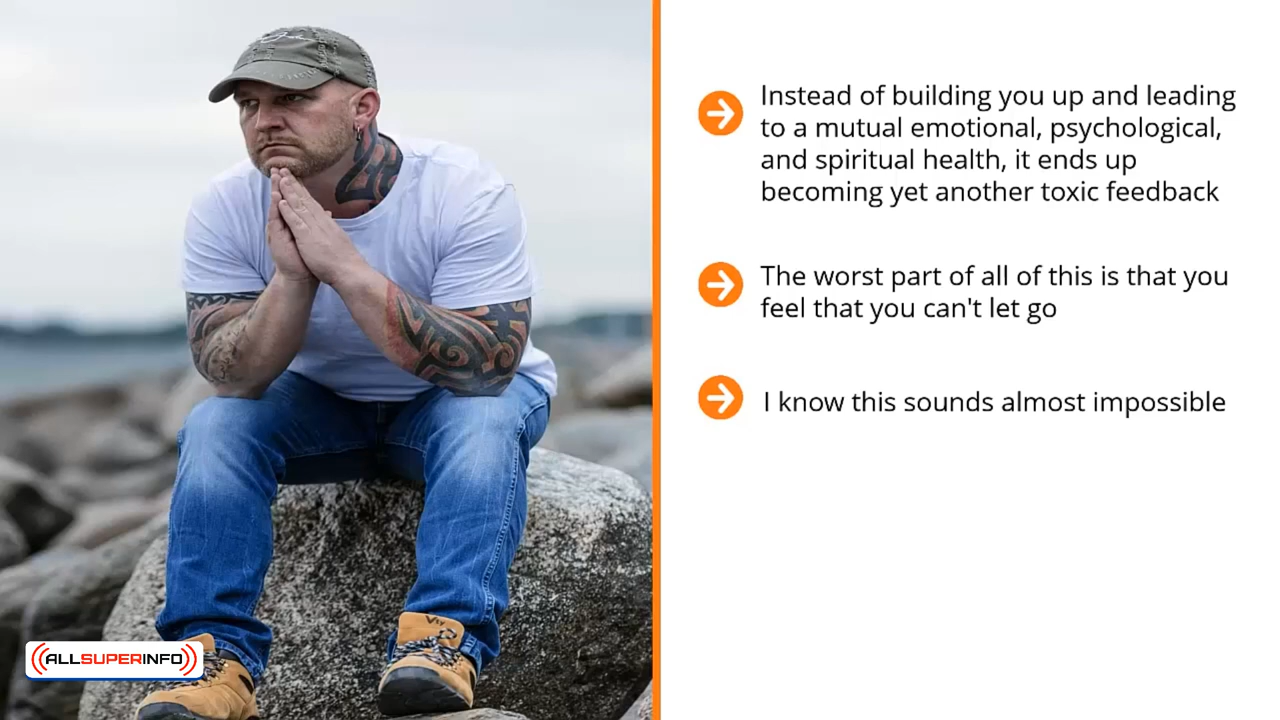 Instead of building you up and leading
to a mutual emotional, psychological,
and spiritual health, it ends up
becoming yet another toxic feedback
The worst part of all of this is that you
feel that you can't let go
I know this sounds almost impossible
ALLSUPERINFO